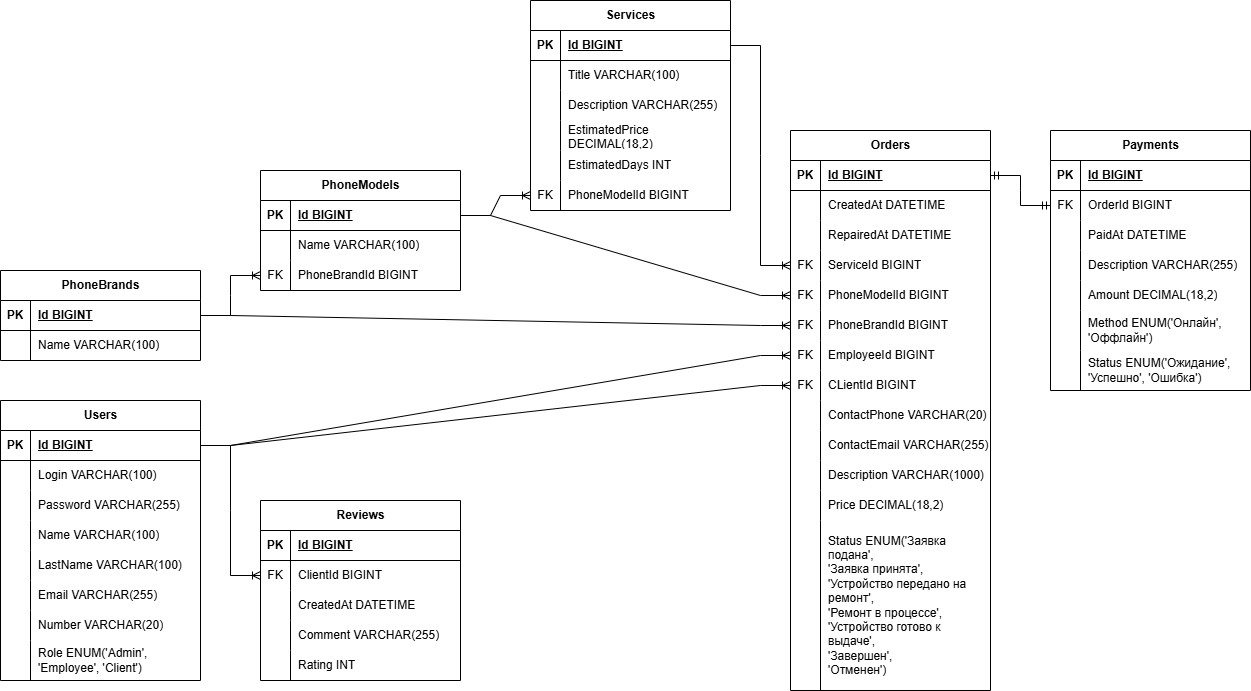 Services
PK Id BIGINT
Title VARCHAR(100)
Description VARCHAR(255)
EstimatedPrice
DECIMAL(18,2)
EstimatedDays INT
FK PhoneModelId BIGINT
PhoneModels
PK Id BIGINT
Name VARCHAR(100)
FK PhoneBrandId BIGINT
PhoneBrands
PK Id BIGINT
Name VARCHAR(100)
Users
PK Id BIGINT
Login VARCHAR(100)
Password VARCHAR(255)
Name VARCHAR(100)
LastName VARCHAR(100)
Email VARCHAR(255)
Number VARCHAR(20)
Role ENUM('Admin',
'Employee', 'Client')
Reviews
PK Id BIGINT
FK ClientId BIGINT
CreatedAt DATETIME
Comment VARCHAR(255)
Rating INT
Orders
PK Id BIGINT
CreatedAt DATETIME
RepairedAt DATETIME
FK ServiceId BIGINT
FK PhoneModelId BIGINT
FK PhoneBrandId BIGINT
FK EmployeeId BIGINT
FK CLientId BIGINT
ContactPhone VARCHAR(20)
ContactEmail VARCHAR(255)
Description VARCHAR(1000)
Price DECIMAL(18,2)
Status ENUM('Заявка
подана',
'Заявка принята',
'Устройство передано на
ремонт',
'Ремонт в процессе',
'Устройство готово к
выдаче',
'Завершен',
'Отменен')
Payments
PK Id BIGINT
FK OrderId BIGINT
PaidAt DATETIME
Description VARCHAR(255)
Amount DECIMAL(18,2)
Method ENUM('Онлайн',
'Оффлайн')
Status ENUM('Ожидание',
'Успешно', 'Ошибка')